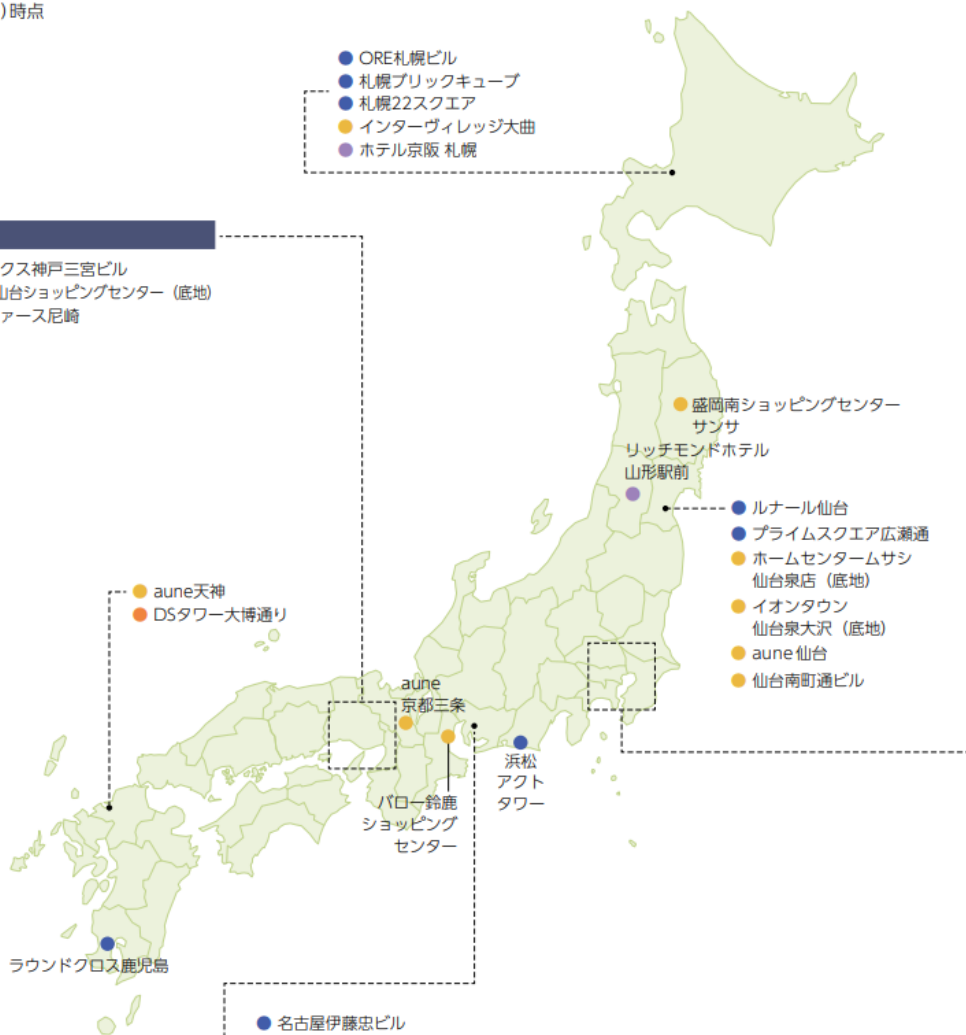 )時点
ORE札幌ビル
札幌ブリックキューブ
札幌22スクエア
インターヴィレッジ大曲
ホテル京阪 札幌
クス神戸三宮ビル
山台ショッピングセンター（底地）
ァース尼崎
盛岡南ショッピングセンター
サンサ
リッチモンドホテル
山形駅前
ルナール仙台
プライムスクエア広瀬通
ホームセンタームサシ
仙台泉店（底地）
イオンタウン
仙台泉大沢（底地）
aune仙台
仙台南町通ビル
aune天神
DSタワー大博通り
aune
京都三条
浜松
アクト
タワー
バロー鈴鹿
ショッピング
センター
ラウンドクロス鹿児島
名古屋伊藤忠ビル